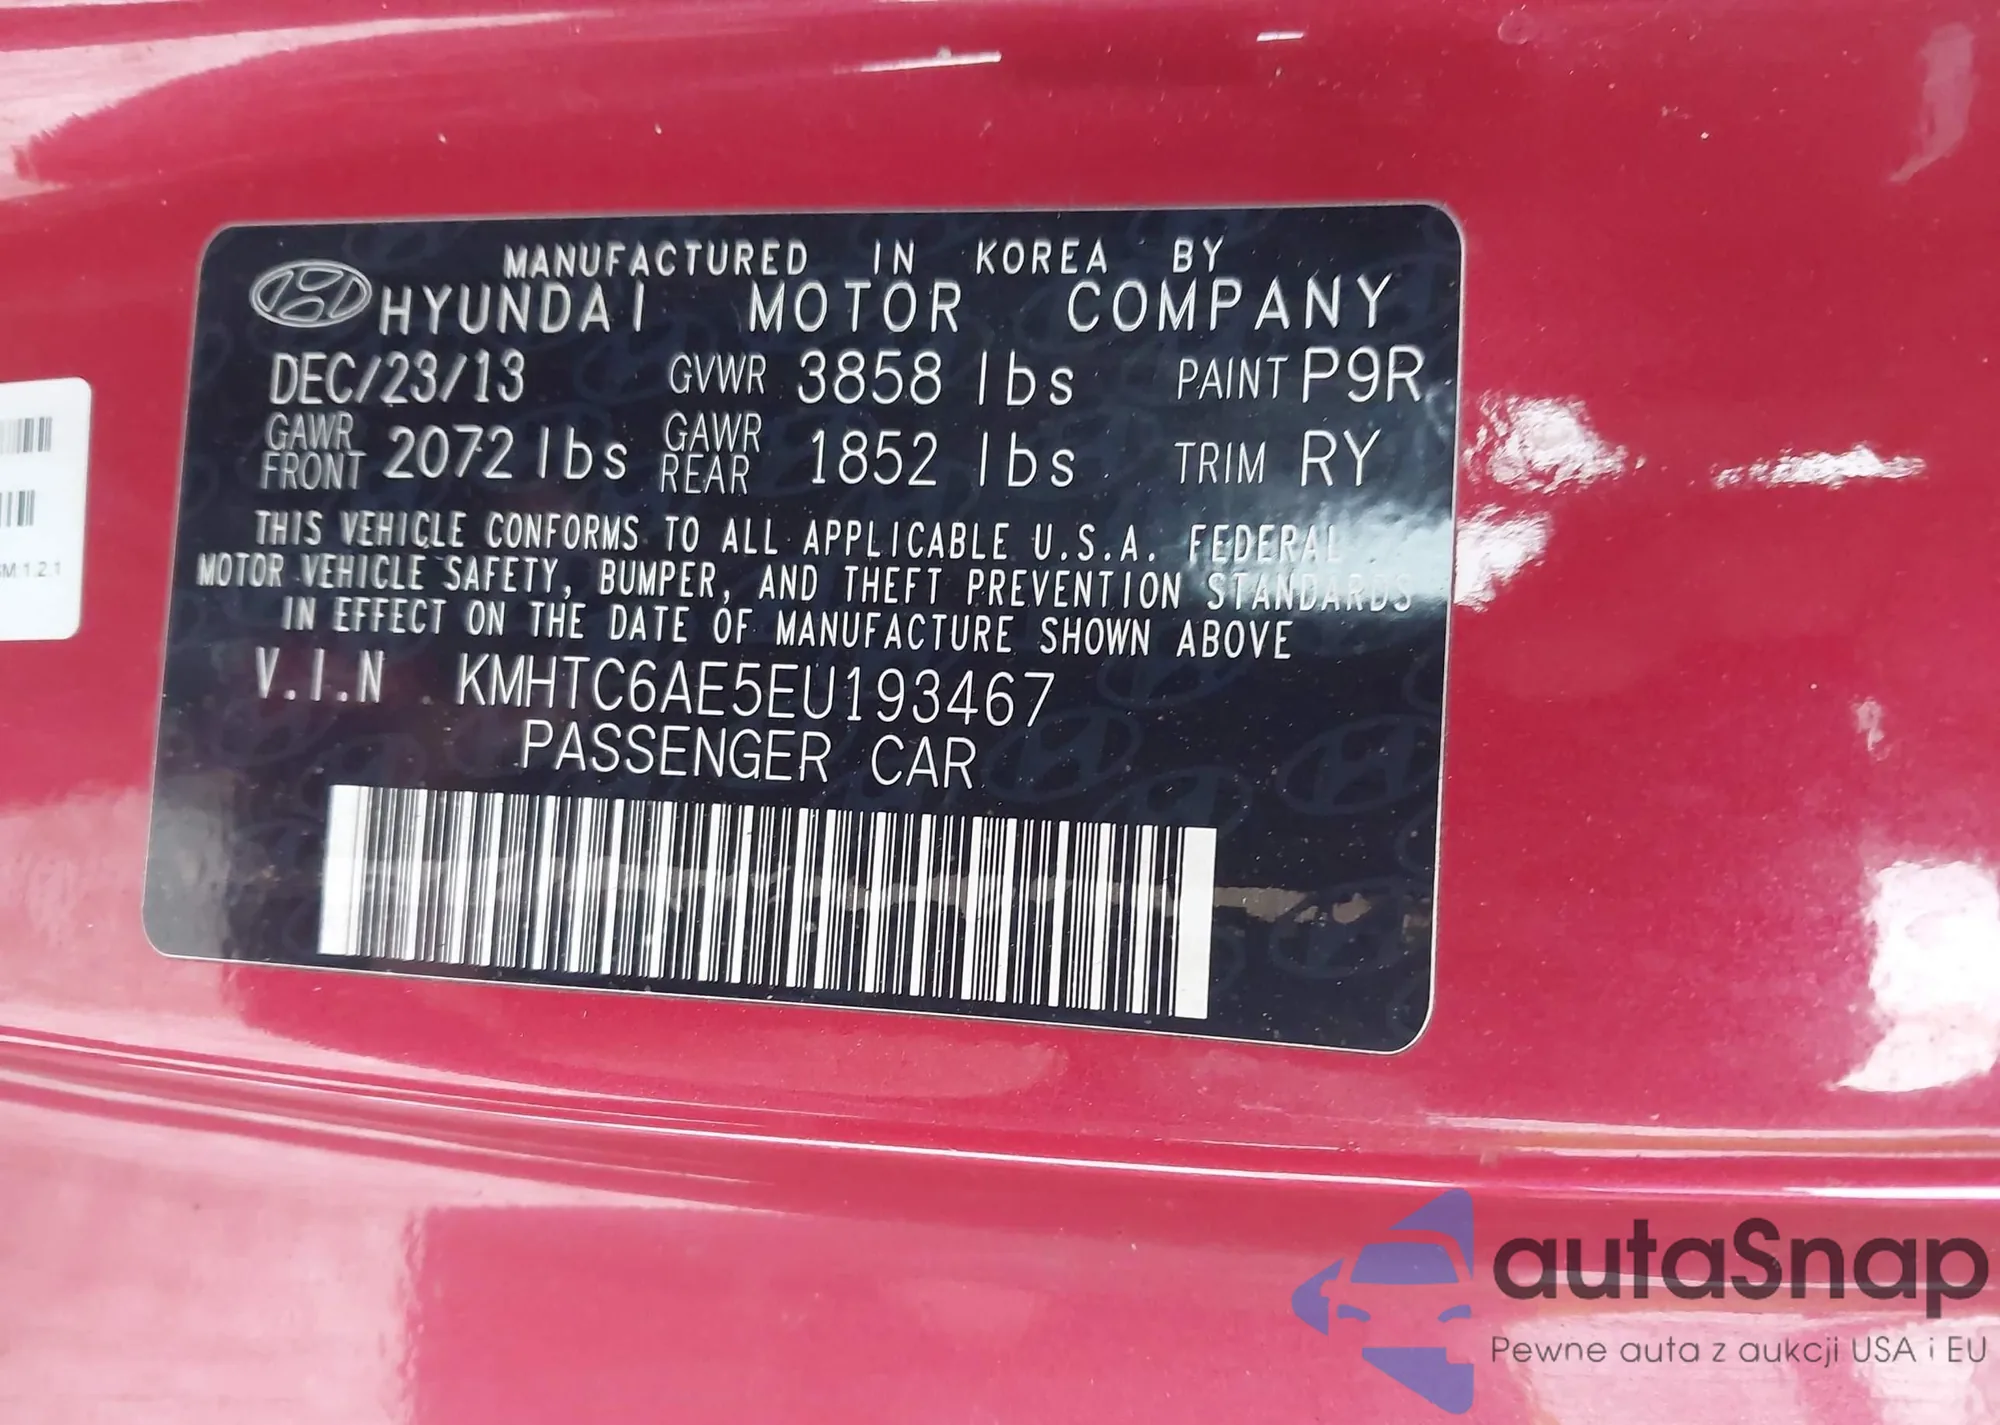 MANUFACTURED IN KOREA BY
HYUNDAI MOTOR COMPANY
DEC/23/13 GVWR 3858 lbs PAINT P9R
GAWR FRONT 2072 lbs GAWR REAR 1852 lbs TRIM RY
THIS VEHICLE CONFORMS TO ALL APPLICABLE U.S.A. FEDERAL
MOTOR VEHICLE SAFETY, BUMPER, AND THEFT PREVENTION STANDARDS
IN EFFECT ON THE DATE OF MANUFACTURE SHOWN ABOVE
V.I.N KMHTC6AE5EU193467
PASSENGER CAR
autaSnap
Pewne auta z aukcji USA i EU